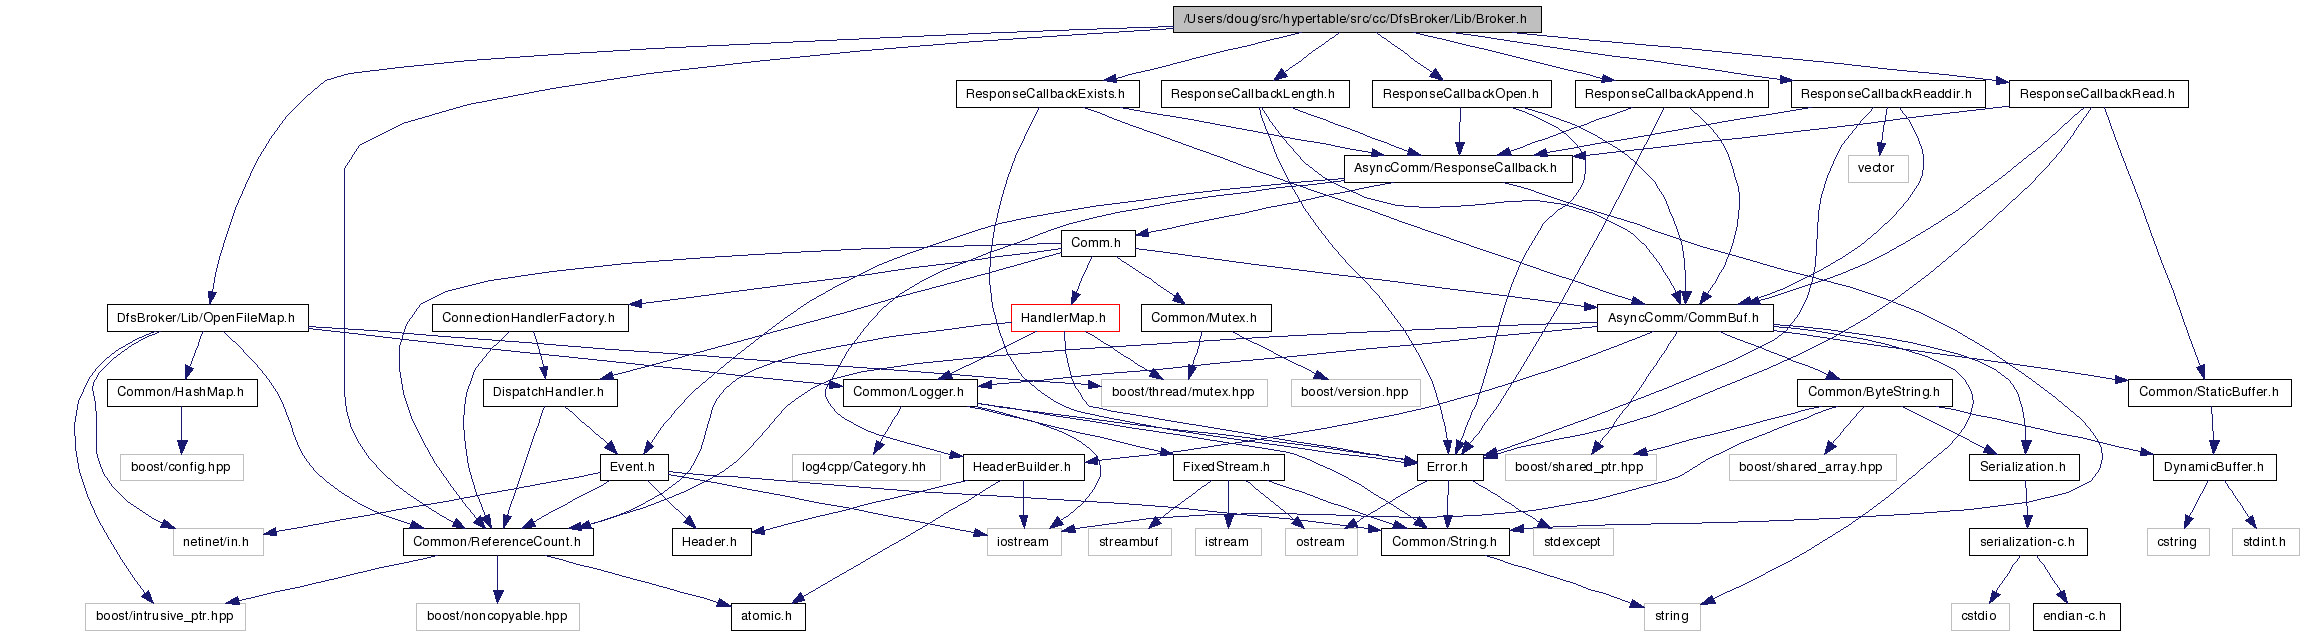 /Users/doug/src/hypertable/src/cc/DfsBroker/Lib/Broker.h
ResponseCallbackExists.h
ResponseCallbackLength.h
ResponseCallbackOpen.h
ResponseCallbackAppend.h
ResponseCallbackReaddir.h
ResponseCallbackRead.h
AsyncComm/ResponseCallback.h
vector
Comm.h
DfsBroker/Lib/OpenFileMap.h
ConnectionHandlerFactory.h
HandlerMap.h
Common/Mutex.h
AsyncComm/CommBuf.h
Common/HashMap.h
DispatchHandler.h
Common/Logger.h
boost/thread/mutex.hpp
boost/version.hpp
Common/ByteString.h
Common/StaticBuffer.h
boost/config.hpp
Event.h
log4cpp/Category.hh
HeaderBuilder.h
FixedStream.h
Error.h
boost/shared_ptr.hpp
boost/shared_array.hpp
Serialization.h
DynamicBuffer.h
netinet/in.h
Common/ReferenceCount.h
Header.h
iostream
streambuf
istream
ostream
Common/String.h
stdexcept
serialization-c.h
cstring
stdint.h
boost/intrusive_ptr.hpp
boost/noncopyable.hpp
atomic.h
string
cstdio
endian-c.h